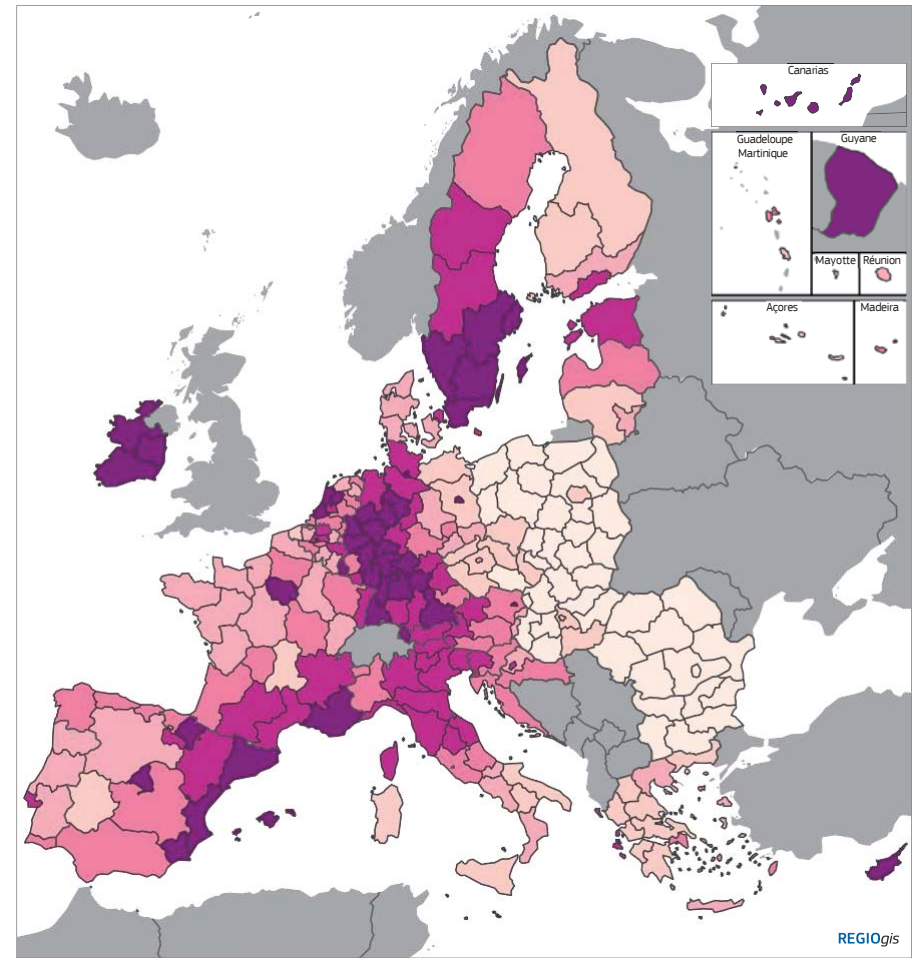 Canarias
Guadeloupe
Martinique
Guyane
Mayotte
Réunion
Açores
Madeira
REGIOgis